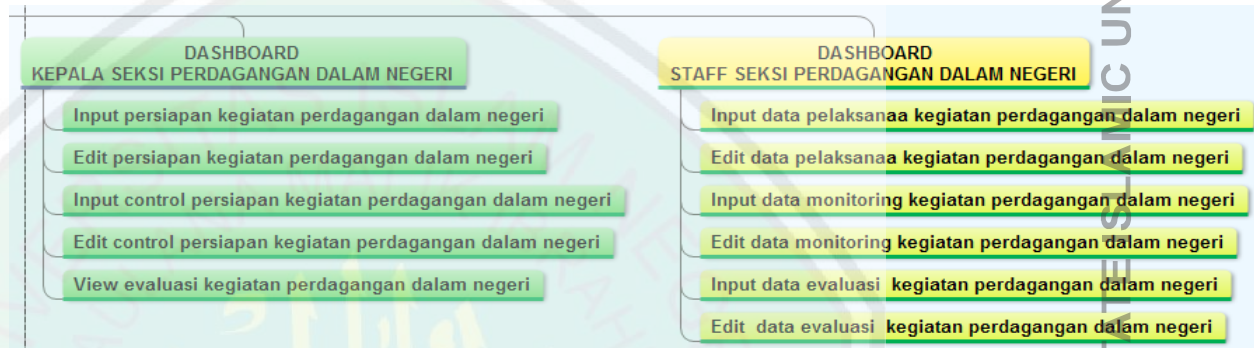 DASHBOARD
KEPALA SEKSI PERDAGANGAN DALAM NEGERI
Input persiapan kegiatan perdagangan dalam negeri
Edit persiapan kegiatan perdagangan dalam negeri
Input control persiapan kegiatan perdagangan dalam negeri
Edit control persiapan kegiatan perdagangan dalam negeri
View evaluasi kegiatan perdagangan dalam negeri
DASHBOARD
STAFF SEKSI PERDAGANGAN DALAM NEGERI
Input data pelaksanaa kegiatan perdagangan dalam negeri
Edit data pelaksanaa kegiatan perdagangan dalam negeri
Input data monitoring kegiatan perdagangan dalam negeri
Edit data monitoring kegiatan perdagangan dalam negeri
Input data evaluasi kegiatan perdagangan dalam negeri
Edit data evaluasi kegiatan perdagangan dalam negeri
ISLAMIC